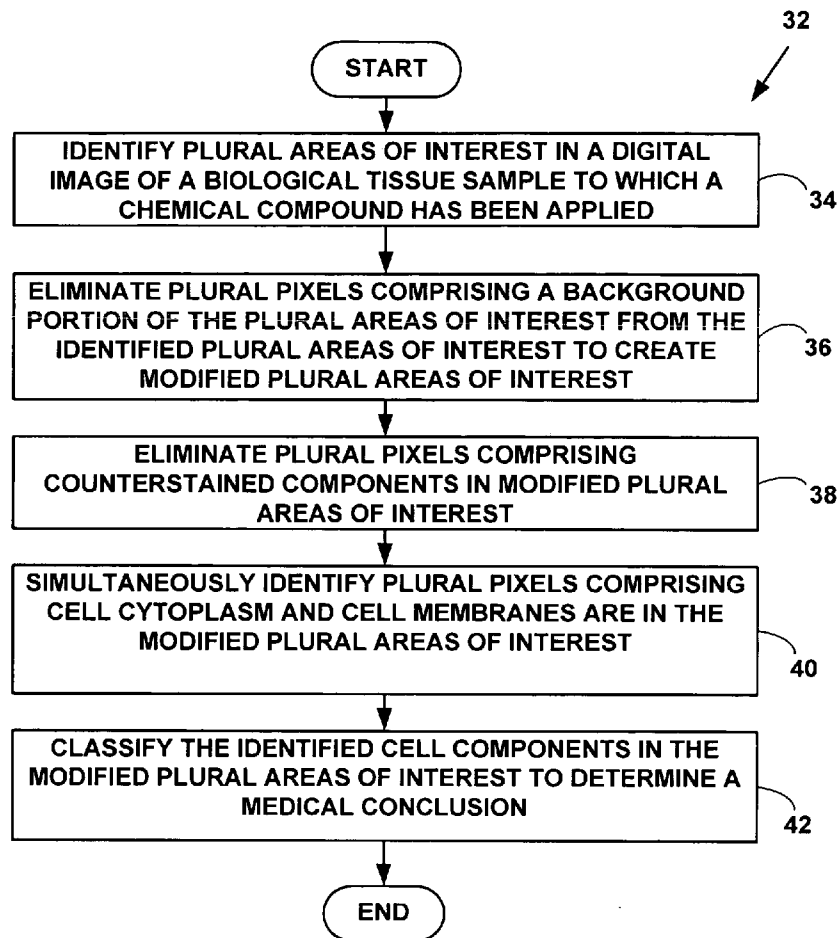 32
START
IDENTIFY PLURAL AREAS OF INTEREST IN A DIGITAL
IMAGE OF A BIOLOGICAL TISSUE SAMPLE TO WHICH A
CHEMICAL COMPOUND HAS BEEN APPLIED
34
ELIMINATE PLURAL PIXELS COMPRISING A BACKGROUND
PORTION OF THE PLURAL AREAS OF INTEREST FROM THE
IDENTIFIED PLURAL AREAS OF INTEREST TO CREATE
MODIFIED PLURAL AREAS OF INTEREST
36
ELIMINATE PLURAL PIXELS COMPRISING
COUNTERSTAINED COMPONENTS IN MODIFIED PLURAL
AREAS OF INTEREST
38
SIMULTANEOUSLY IDENTIFY PLURAL PIXELS COMPRISING
CELL CYTOPLASM AND CELL MEMBRANES ARE IN THE
MODIFIED PLURAL AREAS OF INTEREST
40
CLASSIFY THE IDENTIFIED CELL COMPONENTS IN THE
MODIFIED PLURAL AREAS OF INTEREST TO DETERMINE A
MEDICAL CONCLUSION
42
END